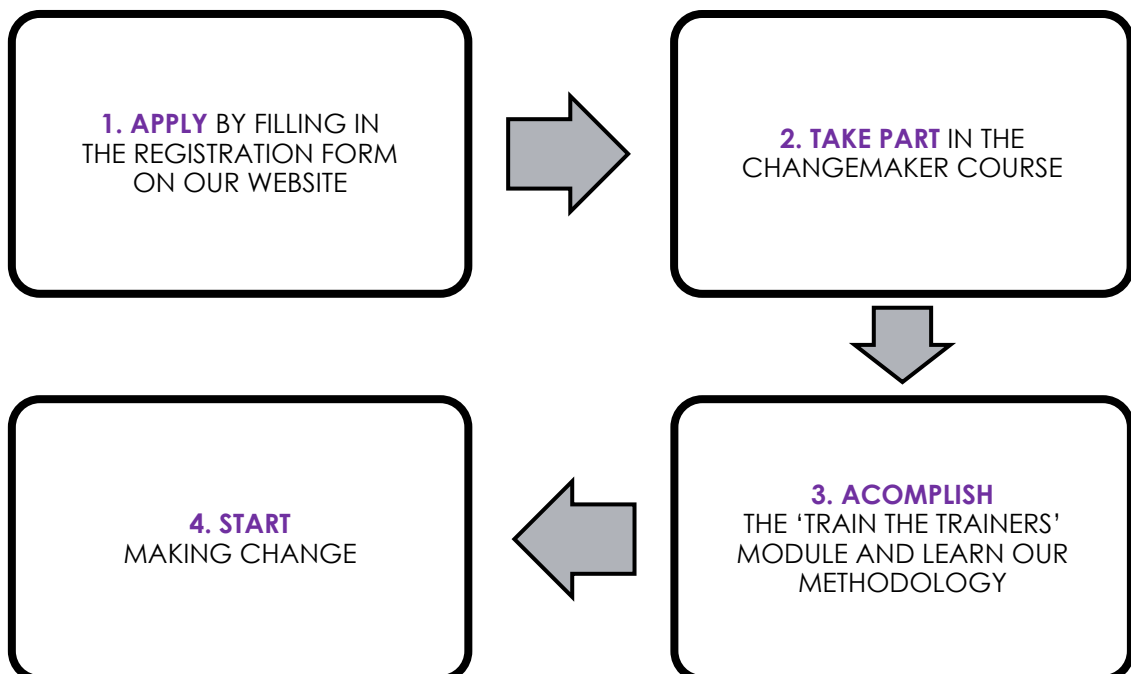 1. APPLY BY FILLING IN
THE REGISTRATION FORM
ON OUR WEBSITE
2. TAKE PART IN THE
CHANGEMAKER COURSE
3. ACOMPLISH
THE ‘TRAIN THE TRAINERS’
MODULE AND LEARN OUR
METHODOLOGY
4. START
MAKING CHANGE